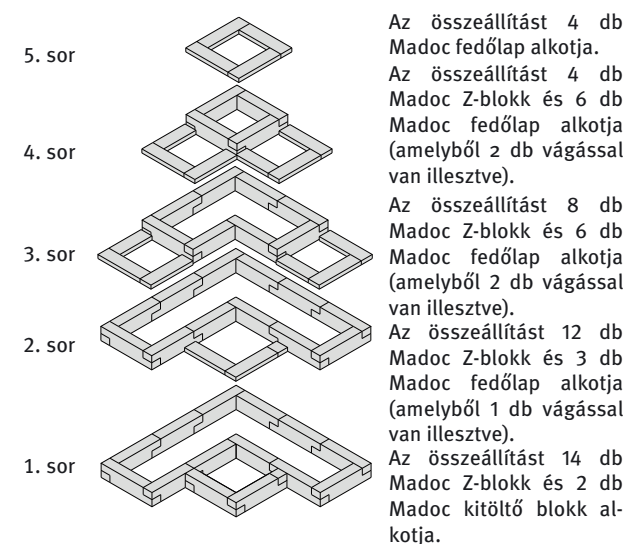 5. sor
Az összeállítást 4 db
Madoc fedőlap alkotja.
4. sor
Az összeállítást 4 db
Madoc Z-blokk és 6 db
Madoc fedőlap alkotja
(amelyből 2 db vágással
van illesztve).
3. sor
Az összeállítást 8 db
Madoc Z-blokk és 6 db
Madoc fedőlap alkotja
(amelyből 2 db vágással
van illesztve).
2. sor
Az összeállítást 12 db
Madoc Z-blokk és 3 db
Madoc fedőlap alkotja
(amelyből 1 db vágással
van illesztve).
1. sor
Az összeállítást 14 db
Madoc Z-blokk és 2 db
Madoc kitöltő blokk al-
kotja.